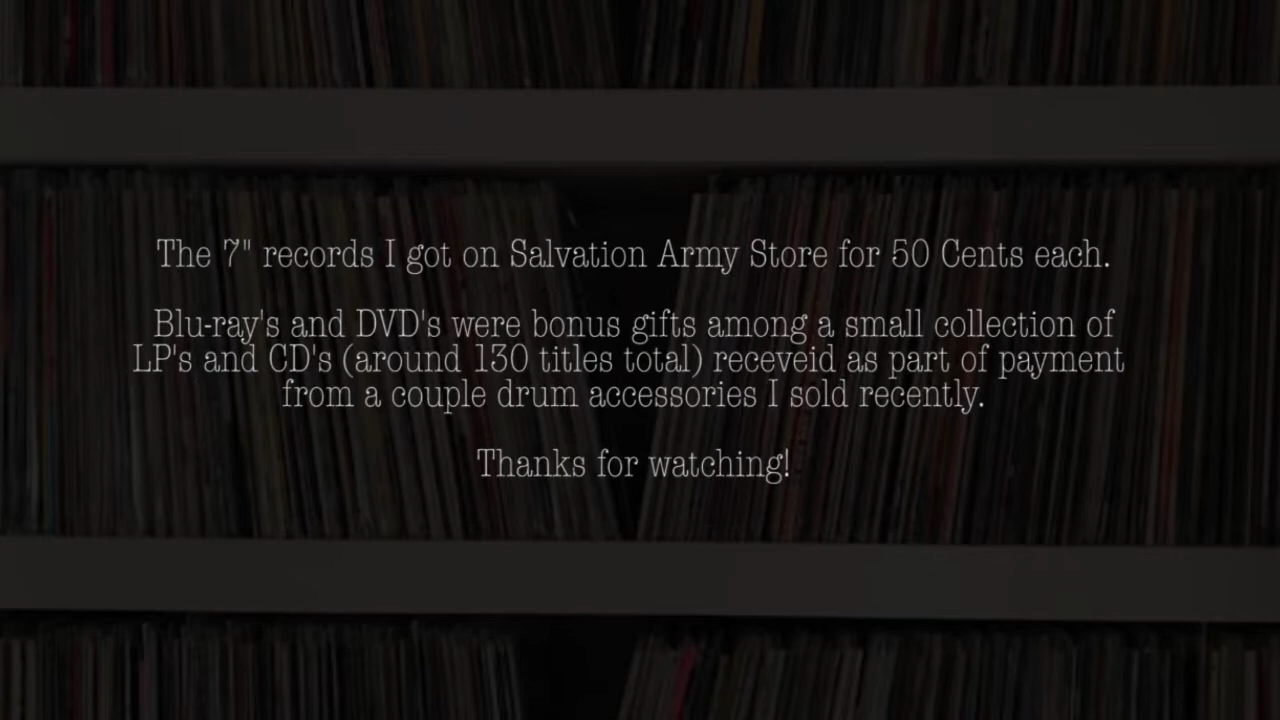 The 7" records I got on Salvation Army Store for 50 Cents each.
Blu-ray's and DVD's were bonus gifts among a small collection of
LP's and CD's (around 130 titles total) receveid as part of payment
from a couple drum accessories I sold recently.
Thanks for watching!